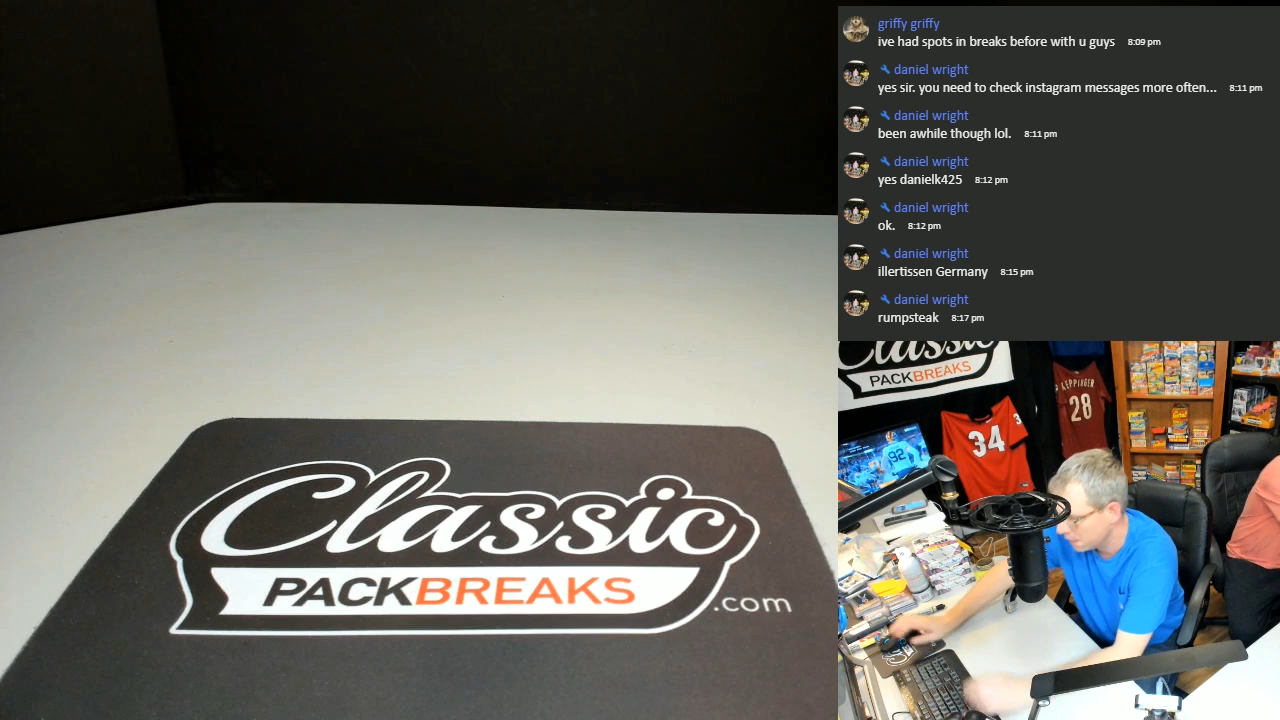 griffy griffy
ive had spots in breaks before with u guys 8:09 pm
daniel wright
yes sir. you need to check instagram messages more often... 8:11 pm
daniel wright
been awhile though lol. 8:11 pm
daniel wright
yes danielk425 8:12 pm
daniel wright
ok. 8:12 pm
daniel wright
illertissen Germany 8:15 pm
daniel wright
rumpsteak 8:17 pm
Classic
PACKBREAKS
.com
Classic
PACKBREAKS
LEPPINGER
28
34
3
92